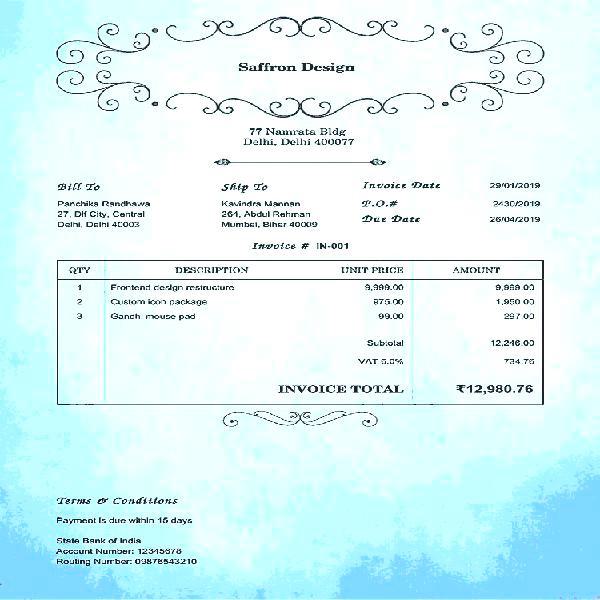 Saffron Design
77 Namrata Bldg
Delhi, Delhi 400077
Bill To
Panchika Randhawa
27, Dlf City, Central
Delhi, Delhi 40003
Ship To
Kavindra Mannan
264, Abdul Rehman
Mumbai, Bihar 40009
Invoice Date 29/01/2019
P.O.# 2430/2019
Due Date 26/04/2019
Invoice # IN-001
QTY DESCRIPTION UNIT PRICE AMOUNT
1 Frontend design restructure 9,999.00 9,999.00
2 Custom icon package 975.00 1,950.00
3 Gandhi mouse pad 99.00 297.00
Subtotal 12,246.00
VAT 6.0% 734.76
INVOICE TOTAL ₹12,980.76
Terms & Conditions
Payment is due within 15 days
State Bank of India
Account Number: 12345678
Routing Number: 09876543210